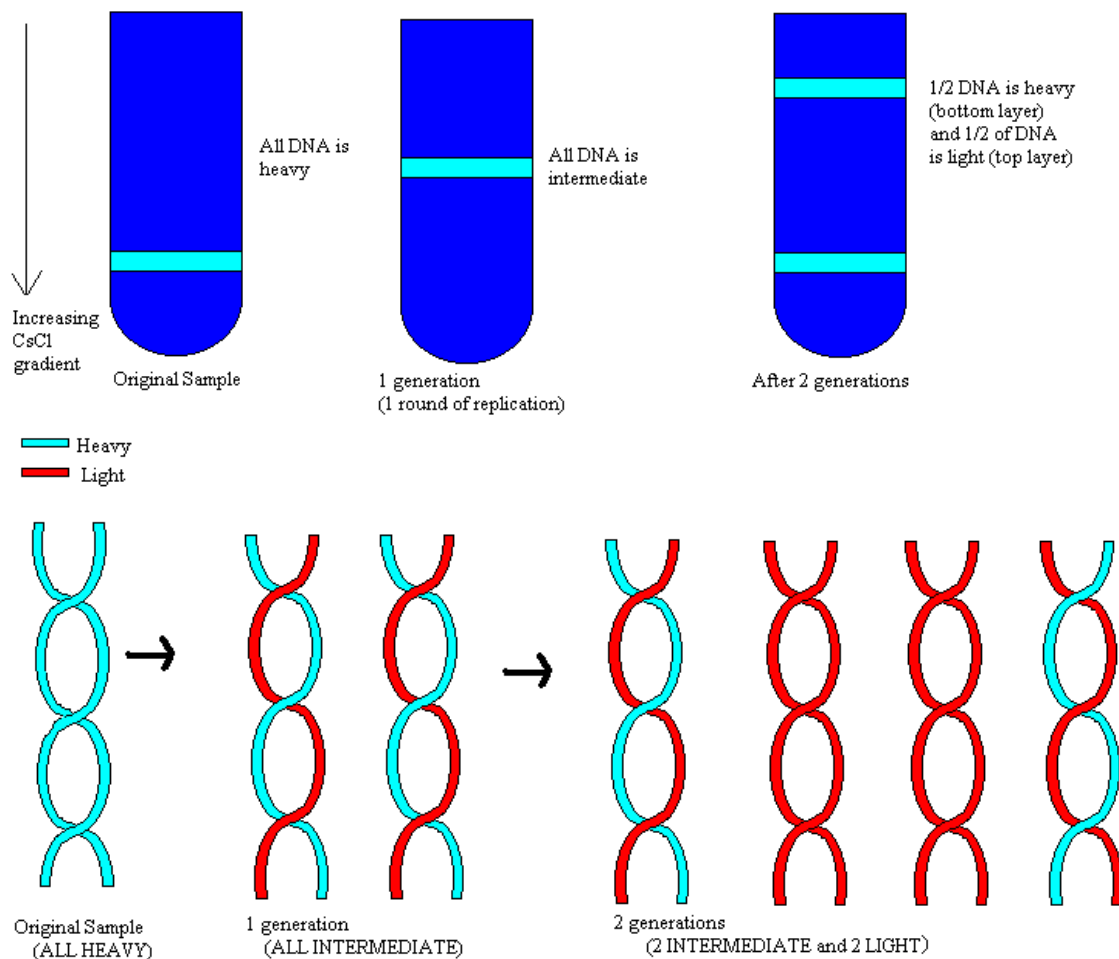 All DNA is
heavy
All DNA is
intermediate
1/2 DNA is heavy
(bottom layer)
and 1/2 of DNA
is light (top layer)
Increasing
CsCl
gradient
Original Sample
1 generation
(1 round of replication)
After 2 generations
Heavy
Light
Original Sample
(ALL HEAVY)
1 generation
(ALL INTERMEDIATE)
2 generations
(2 INTERMEDIATE and 2 LIGHT)